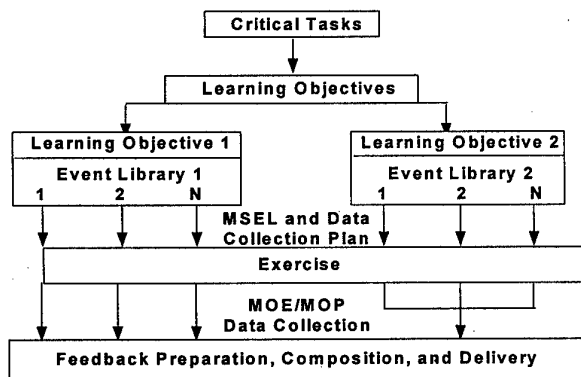 Critical Tasks
Learning Objectives
Learning Objective 1
Event Library 1
1 2 N
Learning Objective 2
Event Library 2
1 2 N
MSEL and Data
Collection Plan
Exercise
MOE/MOP
Data Collection
Feedback Preparation, Composition, and Delivery